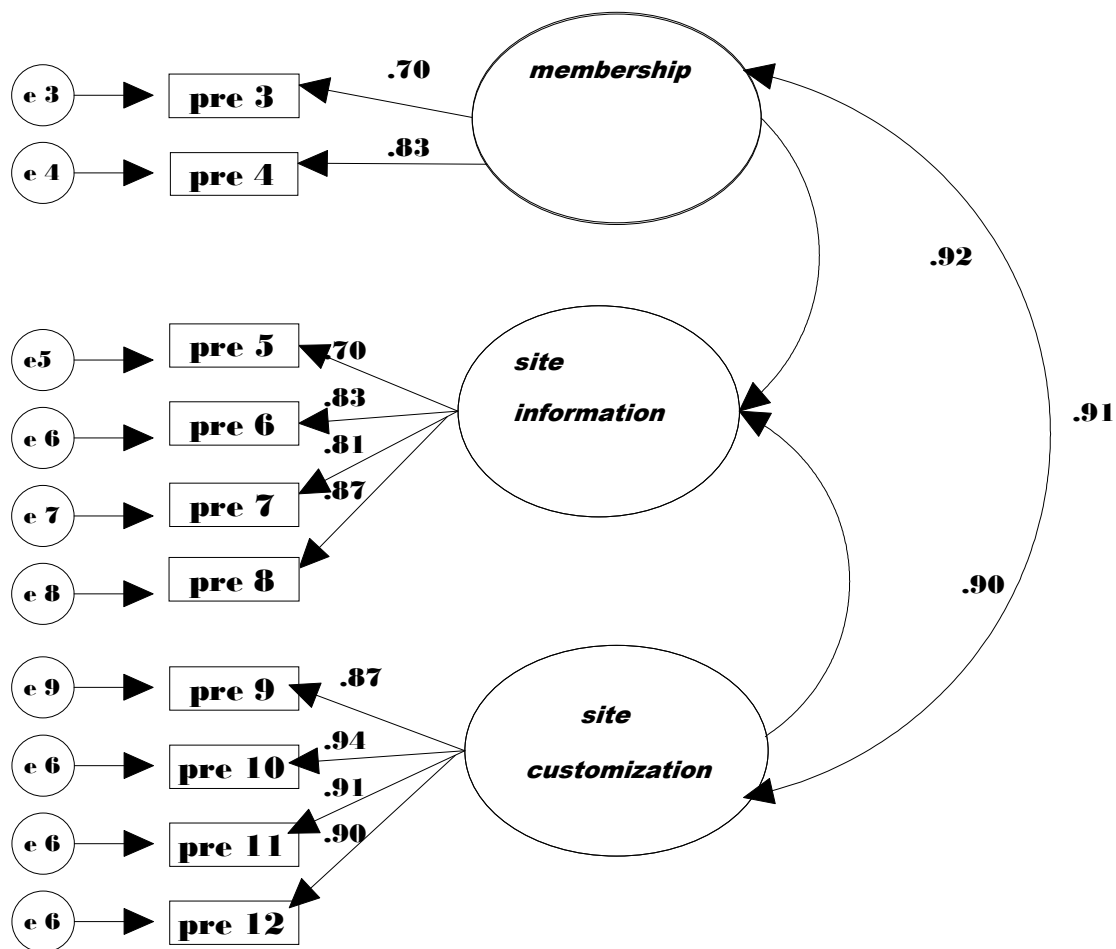 membership
.70
e 3
pre 3
.83
e 4
pre 4
.92
e5
pre 5
.70
site
information
e 6
pre 6
.83
.91
.81
e 7
pre 7
.87
e 8
pre 8
.90
e 9
pre 9
.87
site
customization
e 6
pre 10
.94
.91
e 6
pre 11
.90
e 6
pre 12